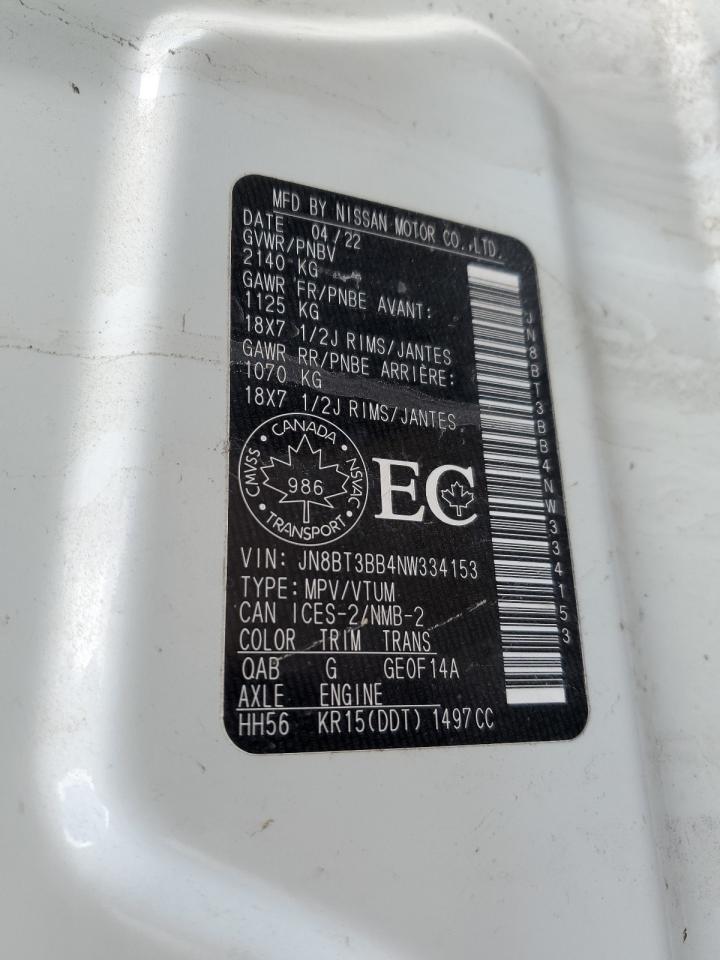 MFD BY NISSAN MOTOR CO.,LTD.
DATE 04/22
GVWR/PNBV
2140 KG
GAWR FR/PNBE AVANT:
1125 KG
18X7 1/2J RIMS/JANTES
GAWR RR/PNBE ARRIÈRE:
1070 KG
18X7 1/2J RIMS/JANTES
CANADA
CMVSS
NSVAC
986
TRANSPORT
EC
VIN: JN8BT3BB4NW334153
TYPE: MPV/VTUM
CAN ICES-2/NMB-2
COLOR TRIM TRANS
QAB G GE0F14A
AXLE ENGINE
HH56 KR15(DDT) 1497CC
JN8BT3BB4NW334153